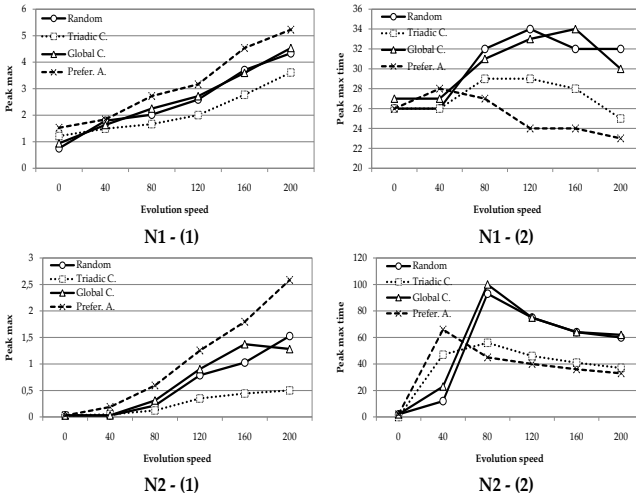 Peak max
6
5
4
3
2
1
0
Random
Triadic C.
Global C.
Prefer. A.
0 40 80 120 160 200
Evolution speed
N1 - (1)
Peak max time
36
34
32
30
28
26
24
22
20
Random
Triadic C.
Global C.
Prefer. A.
0 40 80 120 160 200
Evolution speed
N1 - (2)
Peak max
3
2,5
2
1,5
1
0,5
0
Random
Triadic C.
Global C.
Prefer. A.
0 40 80 120 160 200
Evolution speed
N2 - (1)
Peak max time
120
100
80
60
40
20
0
Random
Triadic C.
Global C.
Prefer. A.
0 40 80 120 160 200
Evolution speed
N2 - (2)